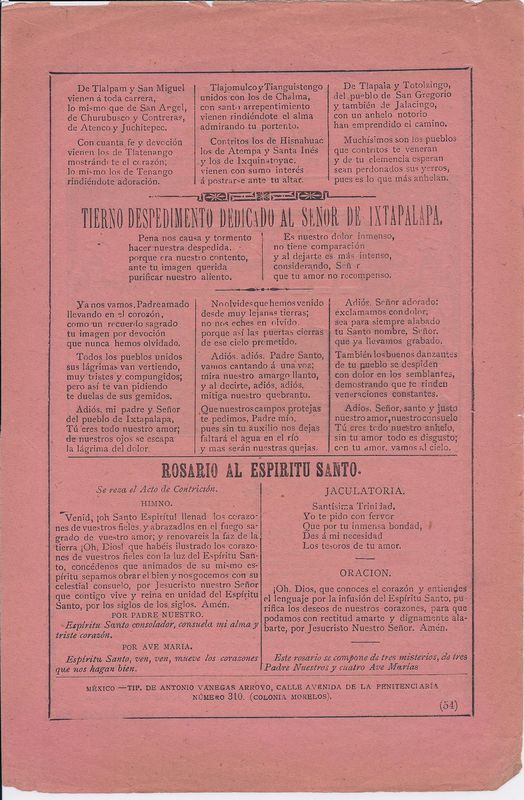 De Tlalpam y San Miguel
vienen á toda carrera,
lo mi-mo que de San Angel,
de Churubusco y Contreras,
de Atenco y Juchitepec.
Con cuanta fe y devoción
vienen los de Tlaltenango
mostrándote el corazón;
lo mi-mo los de Tenango
rindiéndote adoración.
Tlajomulco y Tianguistengo
unidos con los de Chalma,
con santo arrepentimiento
vienen rindiéndote el alma
admirando tu portento.
Contritos los de Hisnahuac
los de Atempa y Santa Inés
y los de Ixquintoyac,
vienen con sumo interés
á postrarse ante tu altar.
De Tlapala y Totolzingo,
del pueblo de San Gregorio
y también de Jalacingo,
con un anhelo notorio
han emprendido el camino.
Muchísimos son los pueblos
que contritos te veneran
y de tu clemencia esperan
sean perdonados sus yerros,
pues es lo que más anhelan.
TIERNO DESPEDIMENTO DEDICADO AL SEÑOR DE IXTAPALAPA.
Pena nos causa y tormento
hacer nuestra despedida,
porque era nuestro contento,
ante tu imagen querida
purificar nuestro aliento.
Es nuestro dolor inmenso,
no tiene comparación
y al dejarte es más intenso,
considerando, Señ r
que tu amor no recompenso.
Ya nos vamos, Padre amado
llevando en el corazón,
como un recuerdo sagrado
tu imagen por devoción
que nunca hemos olvidado.
Todos los pueblos unidos
sus lágrimas van vertiendo,
muy tristes y compungidos;
pero así te van pidiendo
te duelas de sus gemidos.
Adiós, mi padre y Señor
del pueblo de Ixtapalapa,
Tú eres todo nuestro amor;
de nuestros ojos se escapa
la lágrima del dolor
No olvides que hemos venido
desde muy lejanas tierras;
no nos eches en olvido
porque así las puertas cierras
de ese cielo prometido.
Adiós, adiós, Padre Santo,
vamos cantando á una voz;
mira nuestro amargo llanto,
y al decirte, adiós, adiós,
mitiga nuestro quebranto.
Que nuestros campos protejas
te pedimos, Padre mío,
pues sin tu auxilio nos dejas
faltará el agua en el río
y mas serán nuestras quejas.
Adiós, Señor adorado:
exclamamos con dolor;
sea para siempre alabado
tu Santo nombre, Señor,
que ya llevamos grabado.
También los buenos danzantes
de tu pueblo se despiden
con dolor en los semblantes,
demostrando que te rinden
veneraciones constantes.
Adios, Señor, santo y justo
nuestro amor, nuestro consuelo
Tú eres todo nuestro anhelo,
sin tu amor todo es disgusto;
con tu amor, vamos al cielo.
ROSARIO AL ESPIRITU SANTO.
Se reza el Acto de Contrición.
HIMNO.
Venid, ¡oh Santo Espíritu! llenad los corazo-
nes de vuestros fieles y abrazadlos en el fuego sa-
grado de vuestro amor; y renovareis la faz de la
tierra ¡Oh, Dios! que habéis ilustrado los corazo-
nes de vuestros fieles con la luz del Espíritu San-
to, concédenos que animados de su mismo es-
píritu sepamos obrar el bien y nos gocemos con su
celestial consuelo, por Jesucristo nuestro Señor
que contigo vive y reina en unidad del Espíritu
Santo, por los siglos de los siglos. Amén.
POR PADRE NUESTRO.
Espíritu Santo consolador, consuela mi alma y
triste corazón.
POR AVE MARIA.
Espíritu Santo, ven, ven, mueve los corazones
que nos hagan bien.
JACULATORIA.
Santísima Trinidad,
Yo te pido con fervor
Que por tu inmensa bondad,
Des á mi necesidad
Los tesoros de tu amor.
ORACION.
¡Oh, Dios, que conoces el corazón y entiendes
el lenguaje por la infusión del Espíritu Santo, pu-
rifica los deseos de nuestros corazones, para que
podamos con rectitud amarte y dignamente ala-
barte, por Jesucristo Nuestro Señor. Amén.
Este rosario se compone de tres misterios, de tres
Padre Nuestros y cuatro Ave Marias
MÉXICO —TIP. DE ANTONIO VANEGAS ARROYO, CALLE AVENIDA DE LA PENITENCIARÍA
NÚMERO 310. (COLONIA MORELOS).
(54)